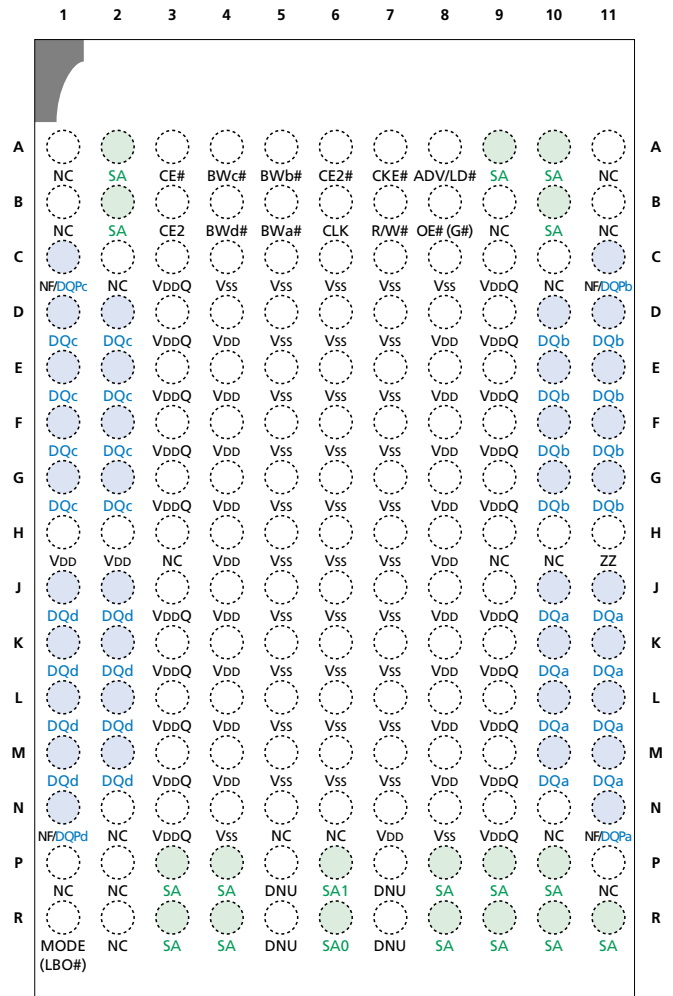 1 2 3 4 5 6 7 8 9 10 11
A A
NC SA CE# BWc# BWb# CE2# CKE# ADV/LD# SA SA NC
B B
NC SA CE2 BWd# BWa# CLK R/W# OE# (G#) NC SA NC
C C
NF/DQPc NC VDDQ VSS VSS VSS VSS VSS VDDQ NC NF/DQPb
D D
DQc DQc VDDQ VDD VSS VSS VSS VDD VDDQ DQb DQb
E E
DQc DQc VDDQ VDD VSS VSS VSS VDD VDDQ DQb DQb
F F
DQc DQc VDDQ VDD VSS VSS VSS VDD VDDQ DQb DQb
G G
DQc DQc VDDQ VDD VSS VSS VSS VDD VDDQ DQb DQb
H H
VDD VDD NC VDD VSS VSS VSS VDD NC NC ZZ
J J
DQd DQd VDDQ VDD VSS VSS VSS VDD VDDQ DQa DQa
K K
DQd DQd VDDQ VDD VSS VSS VSS VDD VDDQ DQa DQa
L L
DQd DQd VDDQ VDD VSS VSS VSS VDD VDDQ DQa DQa
M M
DQd DQd VDDQ VDD VSS VSS VSS VDD VDDQ DQa DQa
N N
NF/DQPd NC VDDQ VSS NC NC VDD VSS VDDQ NC NF/DQPa
P P
NC NC SA SA DNU SA1 DNU SA SA SA NC
R R
MODE NC SA SA DNU SA0 DNU SA SA SA SA
(LBO#)